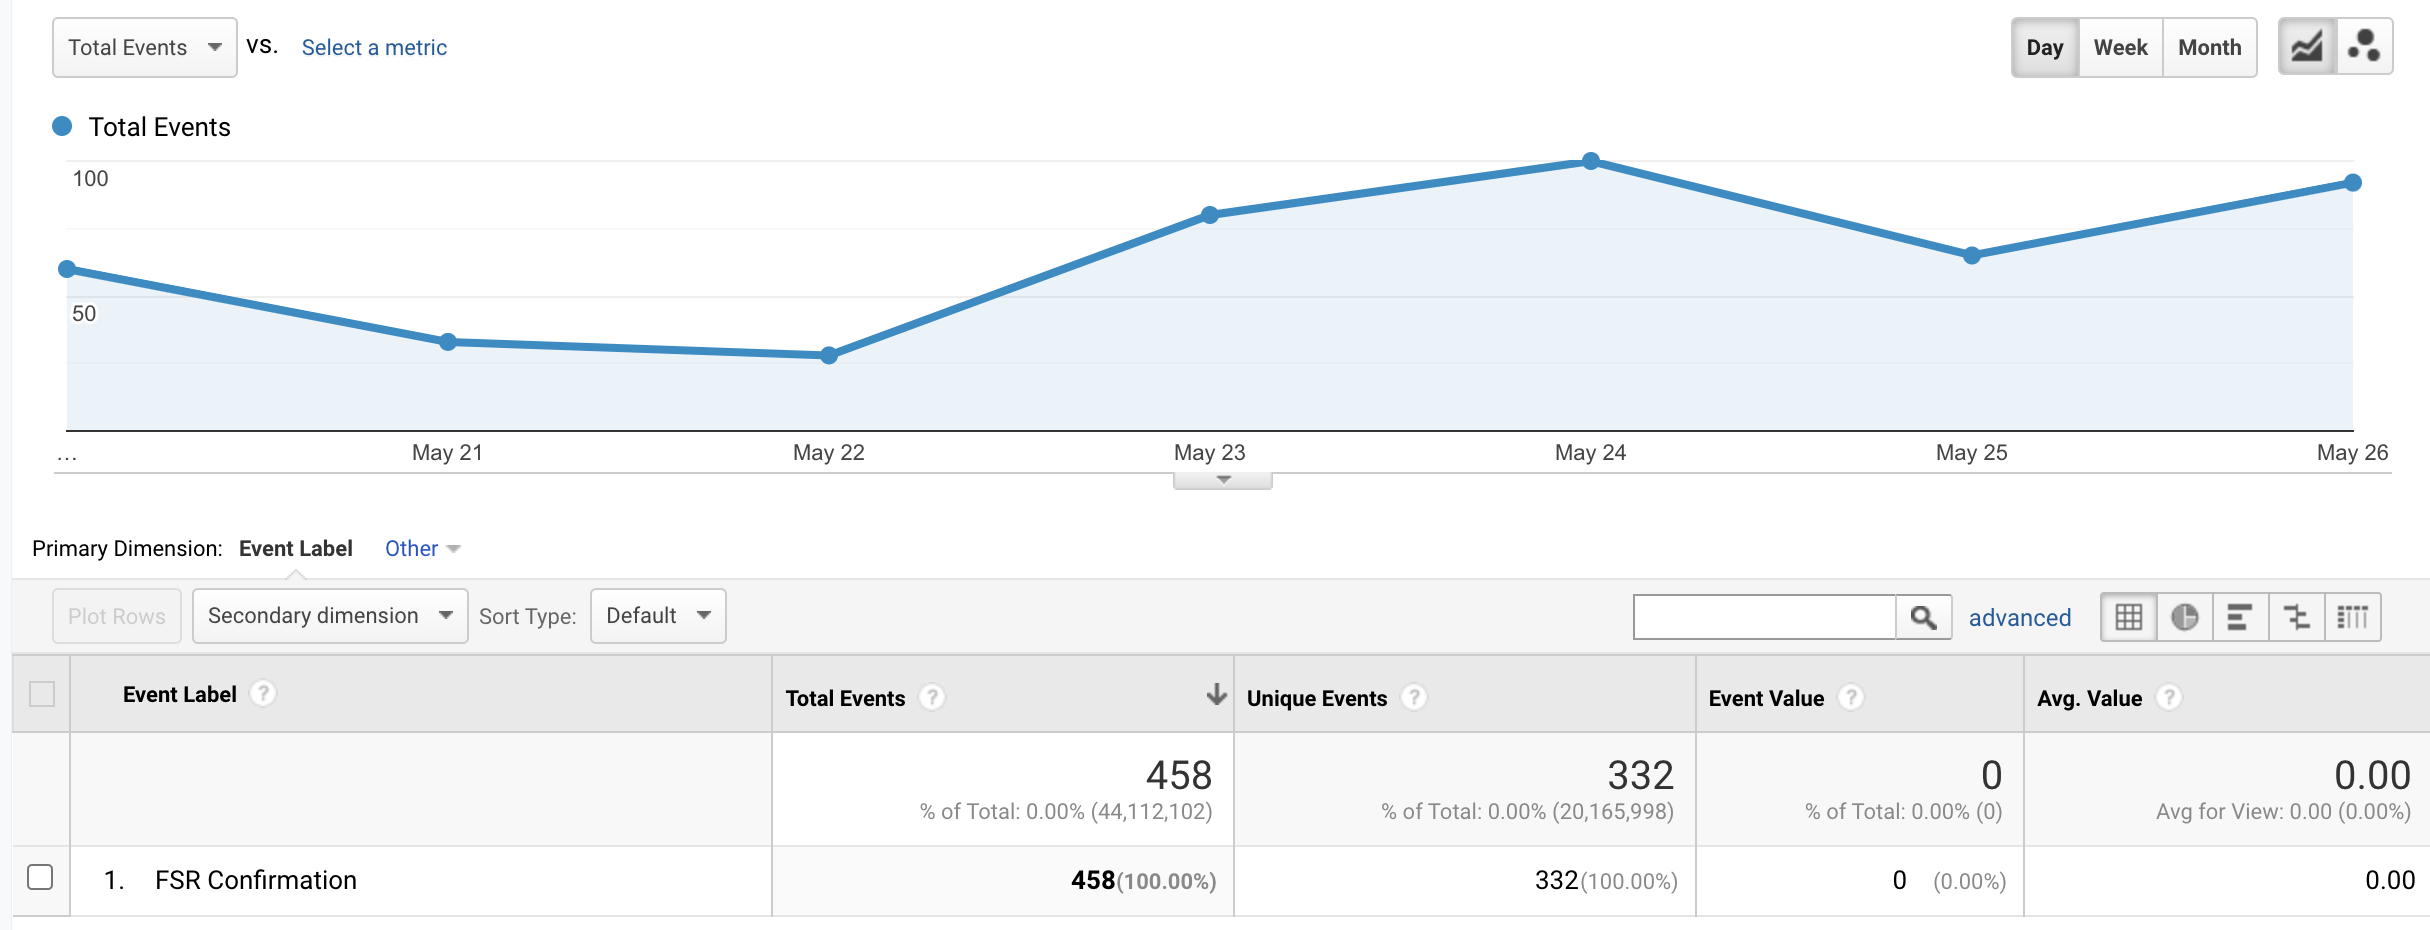 Total Events vs. Select a metric Day Week Month
Total Events
100
50
... May 21 May 22 May 23 May 24 May 25 May 26
Primary Dimension: Event Label Other
Plot Rows Secondary dimension Sort Type: Default advanced
Event Label ? Total Events ? Unique Events ? Event Value ? Avg. Value ?
458 332 0 0.00
% of Total: 0.00% (44,112,102) % of Total: 0.00% (20,165,998) % of Total: 0.00% (0) Avg for View: 0.00 (0.00%)
1. FSR Confirmation 458(100.00%) 332(100.00%) 0 (0.00%) 0.00